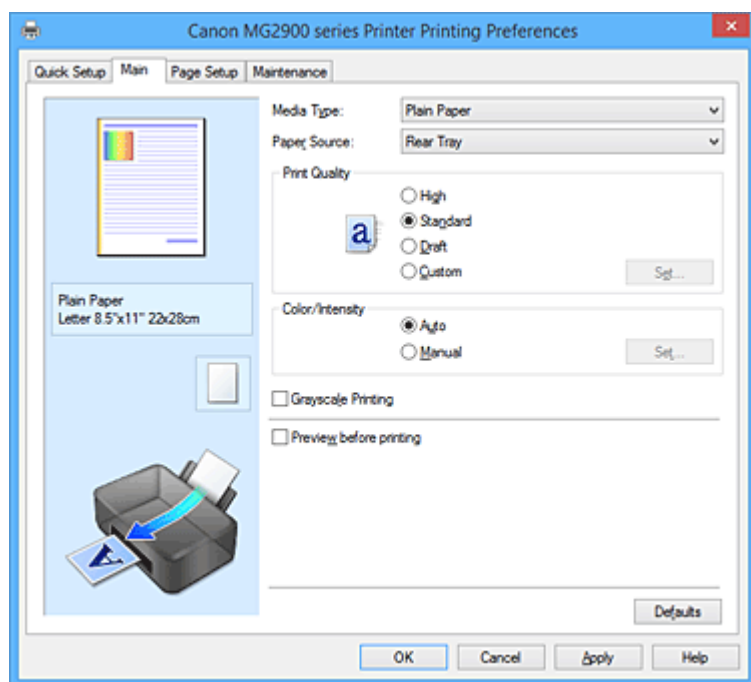 Canon MG2900 series Printer Printing Preferences
Quick Setup Main Page Setup Maintenance
Media Type: Plain Paper
Paper Source: Rear Tray
Print Quality
High
a Standard
Draft
Custom Set...
Plain Paper
Letter 8.5"x11" 22x28cm
Color/Intensity
Auto
Manual Set...
Grayscale Printing
Preview before printing
A
Defaults
OK Cancel Apply Help